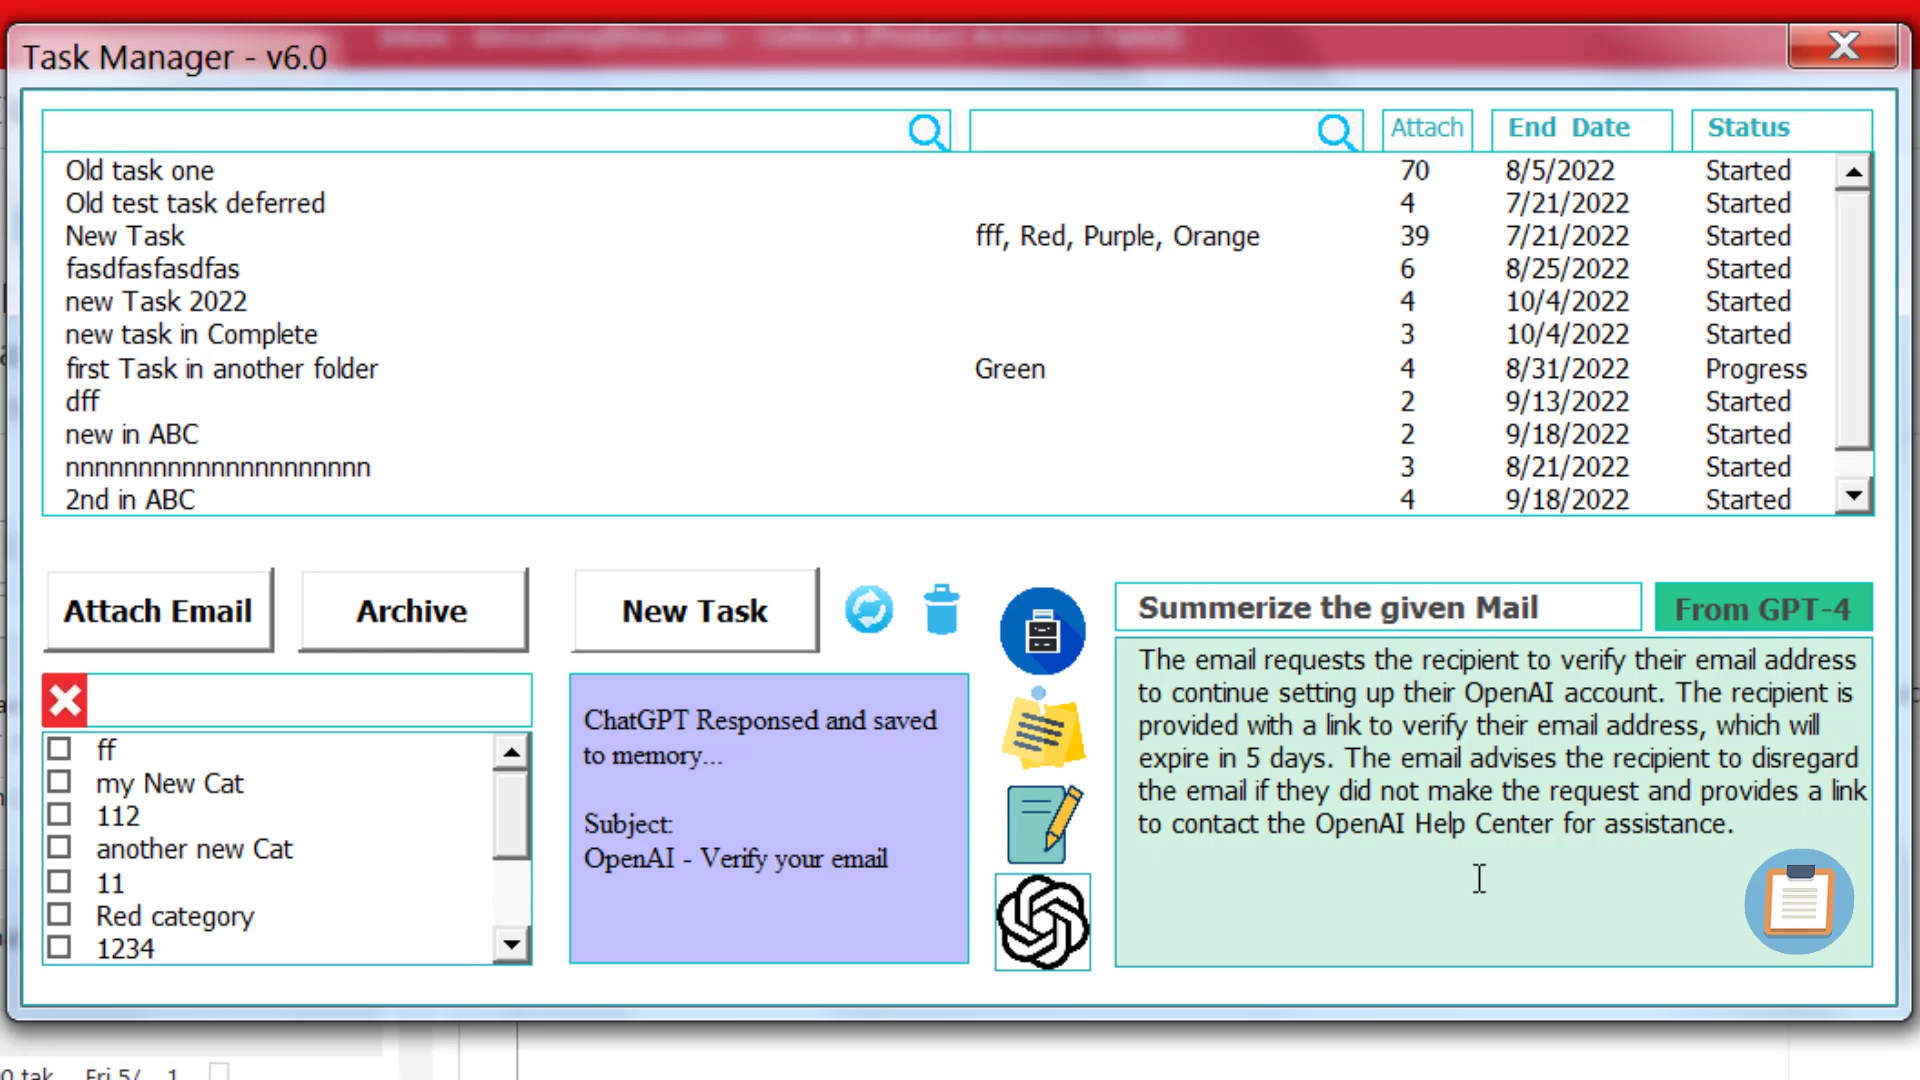 Task Manager - v6.0
Attach End Date Status
Old task one 70 8/5/2022 Started
Old test task deferred 4 7/21/2022 Started
New Task fff, Red, Purple, Orange 39 7/21/2022 Started
fasdfasfasdfas 6 8/25/2022 Started
new Task 2022 4 10/4/2022 Started
new task in Complete 3 10/4/2022 Started
first Task in another folder Green 4 8/31/2022 Progress
dff 2 9/13/2022 Started
new in ABC 2 9/18/2022 Started
nnnnnnnnnnnnnnnnnnnnn 3 8/21/2022 Started
2nd in ABC 4 9/18/2022 Started
Attach Email Archive New Task
ff
my New Cat
112
another new Cat
11
Red category
1234
ChatGPT Responsed and saved
to memory...
Subject:
OpenAI - Verify your email
Summerize the given Mail From GPT-4
The email requests the recipient to verify their email address
to continue setting up their OpenAI account. The recipient is
provided with a link to verify their email address, which will
expire in 5 days. The email advises the recipient to disregard
the email if they did not make the request and provides a link
to contact the OpenAI Help Center for assistance.